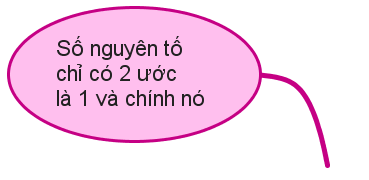 Số nguyên tố
chỉ có 2 ước
là 1 và chính nó